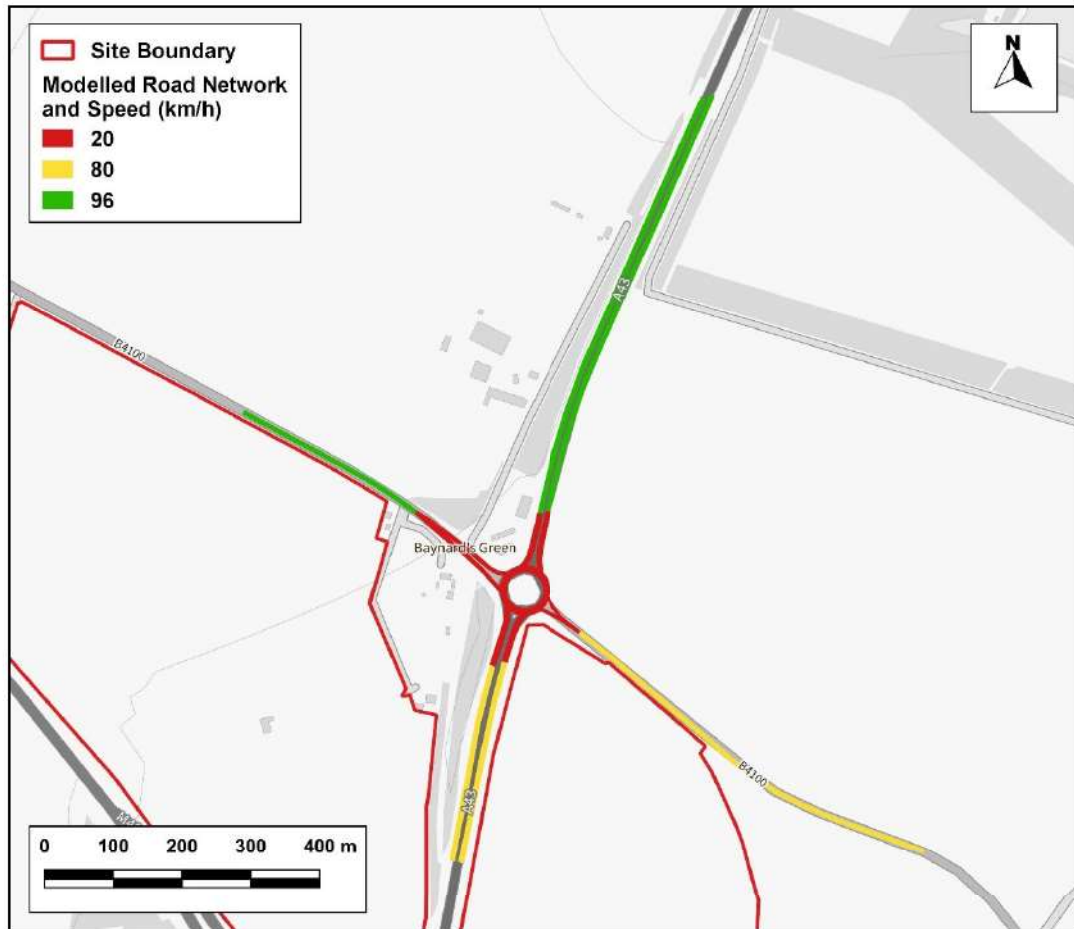 Site Boundary
Modelled Road Network
and Speed (km/h)
20
80
96
N
A43
B4100
Baynard's Green
B4100
A43
0 100 200 300 400 m